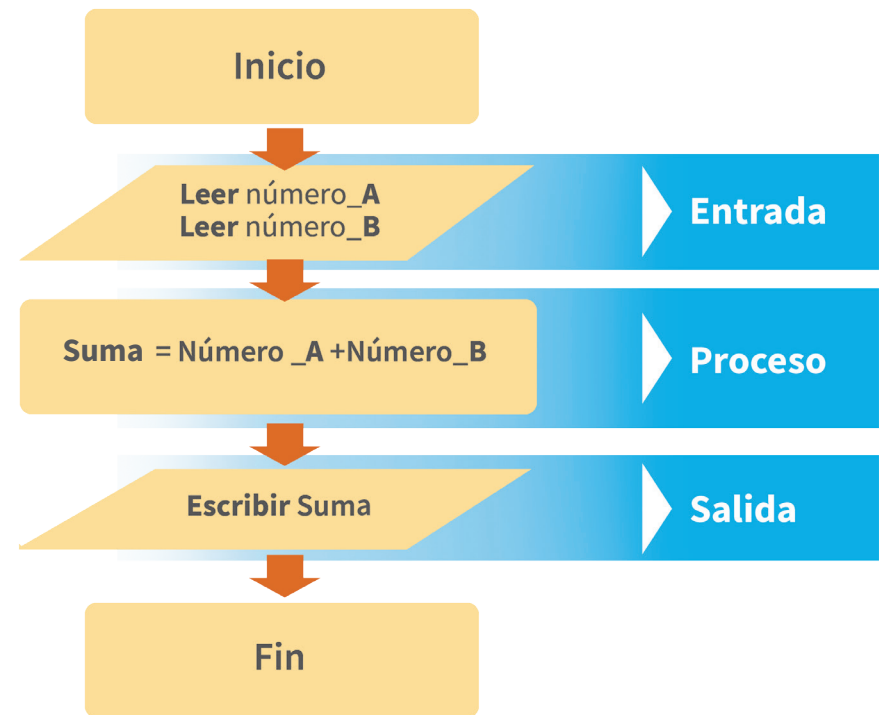 Inicio
Leer número_A
Leer número_B
Entrada
Suma = Número _A +Número_B
Proceso
Escribir Suma
Salida
Fin